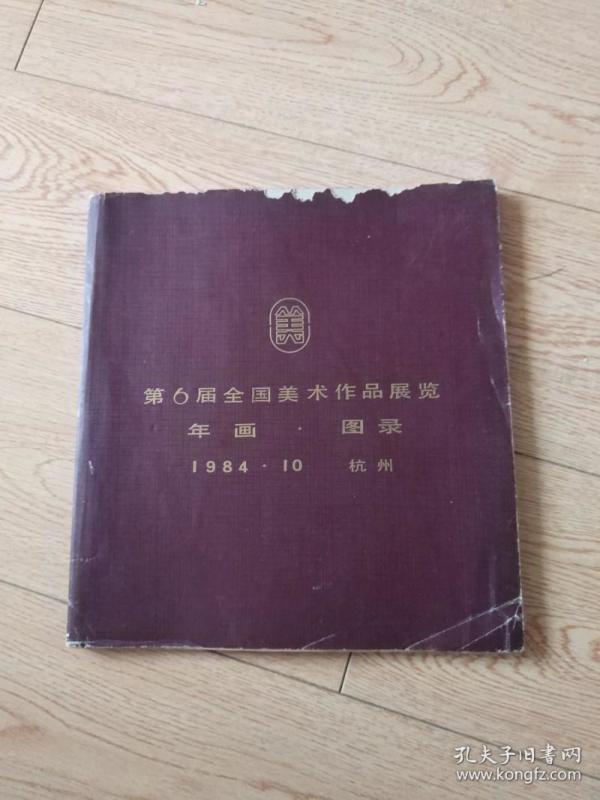 美
第6届全国美术作品展览
年画·图录
1984·10 杭州
孔夫子旧书网
www.kongfz.com